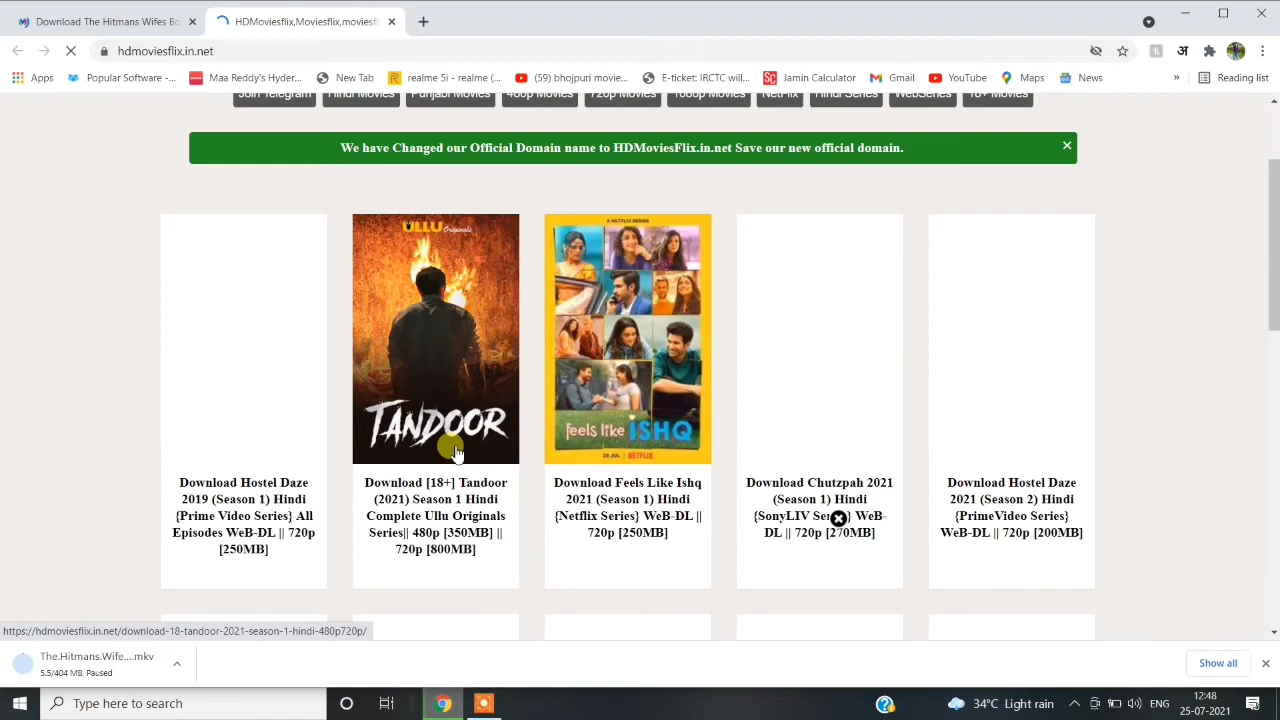 Download The Hitmans Wifes Bo
HDMoviesflix,Moviesflix,moviesfl
hdmoviesflix.in.net
Apps
Popular Software -...
Maa Reddy's Hyder...
New Tab
realme 5i - realme (...
(59) bhojpuri movie...
E-ticket: IRCTC will...
Jamin Calculator
Gmail
YouTube
Maps
News
»
Reading list
Join Telegram
Hindi Movies
Punjabi Movies
480p Movies
720p Movies
1080p Movies
NetFlix
Hindi Series
WebSeries
18+ Movies
We have Changed our Official Domain name to HDMoviesFlix.in.net Save our new official domain.
ULLU Originals
TANDOOR
A NETFLIX SERIES
feels like ISHQ
23 JUL | NETFLIX
Download Hostel Daze
2019 (Season 1) Hindi
{Prime Video Series} All
Episodes WeB-DL || 720p
[250MB]
Download [18+] Tandoor
(2021) Season 1 Hindi
Complete Ullu Originals
Series|| 480p [350MB] ||
720p [800MB]
Download Feels Like Ishq
2021 (Season 1) Hindi
{Netflix Series} WeB-DL ||
720p [250MB]
Download Chutzpah 2021
(Season 1) Hindi
{SonyLIV Ser } WeB-
DL || 720p [270MB]
Download Hostel Daze
2021 (Season 2) Hindi
{PrimeVideo Series}
WeB-DL || 720p [200MB]
https://hdmoviesflix.in.net/download-18-tandoor-2021-season-1-hindi-480p720p/
The.Hitmans.Wife....mkv
5.5/404 MB, Paused
Show all
Type here to search
34°C Light rain
ENG
12:48
25-07-2021